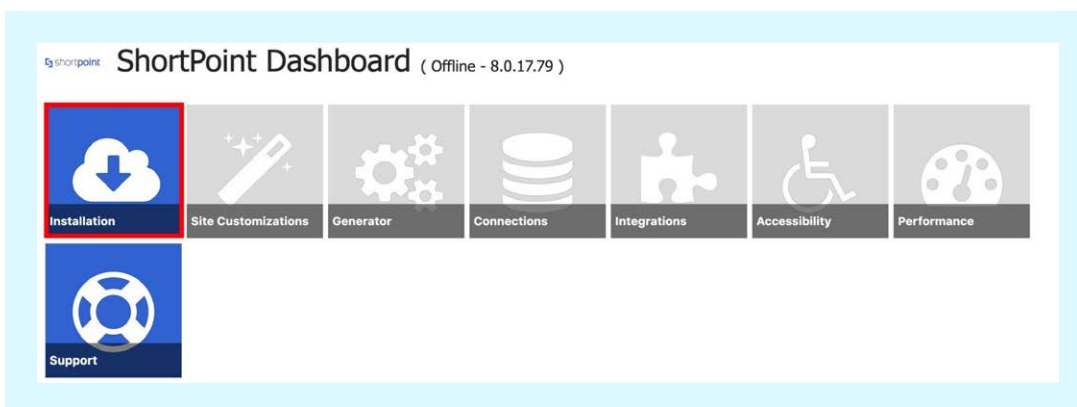 shortpoint ShortPoint Dashboard ( Offline - 8.0.17.79 )
Installation
Site Customizations
Generator
Connections
Integrations
Accessibility
Performance
Support